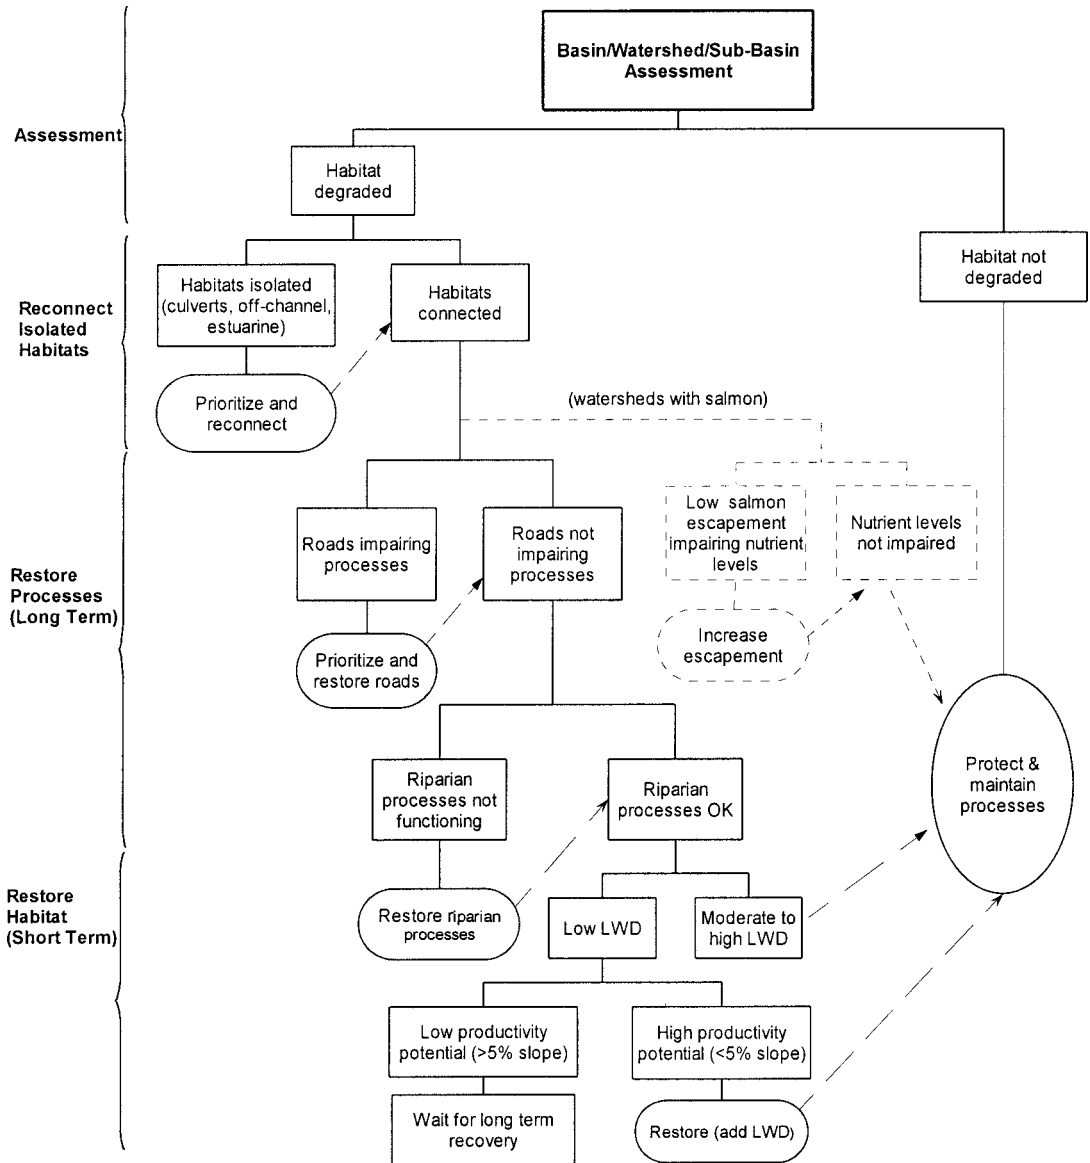 Basin/Watershed/Sub-Basin
Assessment
Assessment
Habitat
degraded
Habitat not
degraded
Reconnect
Isolated
Habitats
Habitats isolated
(culverts, off-channel,
estuarine)
Habitats
connected
Prioritize and
reconnect
(watersheds with salmon)
Restore
Processes
(Long Term)
Roads impairing
processes
Roads not
impairing
processes
Low salmon
escapement
impairing nutrient
levels
Nutrient levels
not impaired
Prioritize and
restore roads
Increase
escapement
Riparian
processes not
functioning
Riparian
processes OK
Protect &
maintain
processes
Restore
Habitat
(Short Term)
Restore riparian
processes
Low LWD
Moderate to
high LWD
Low productivity
potential (>5% slope)
High productivity
potential (<5% slope)
Wait for long term
recovery
Restore (add LWD)